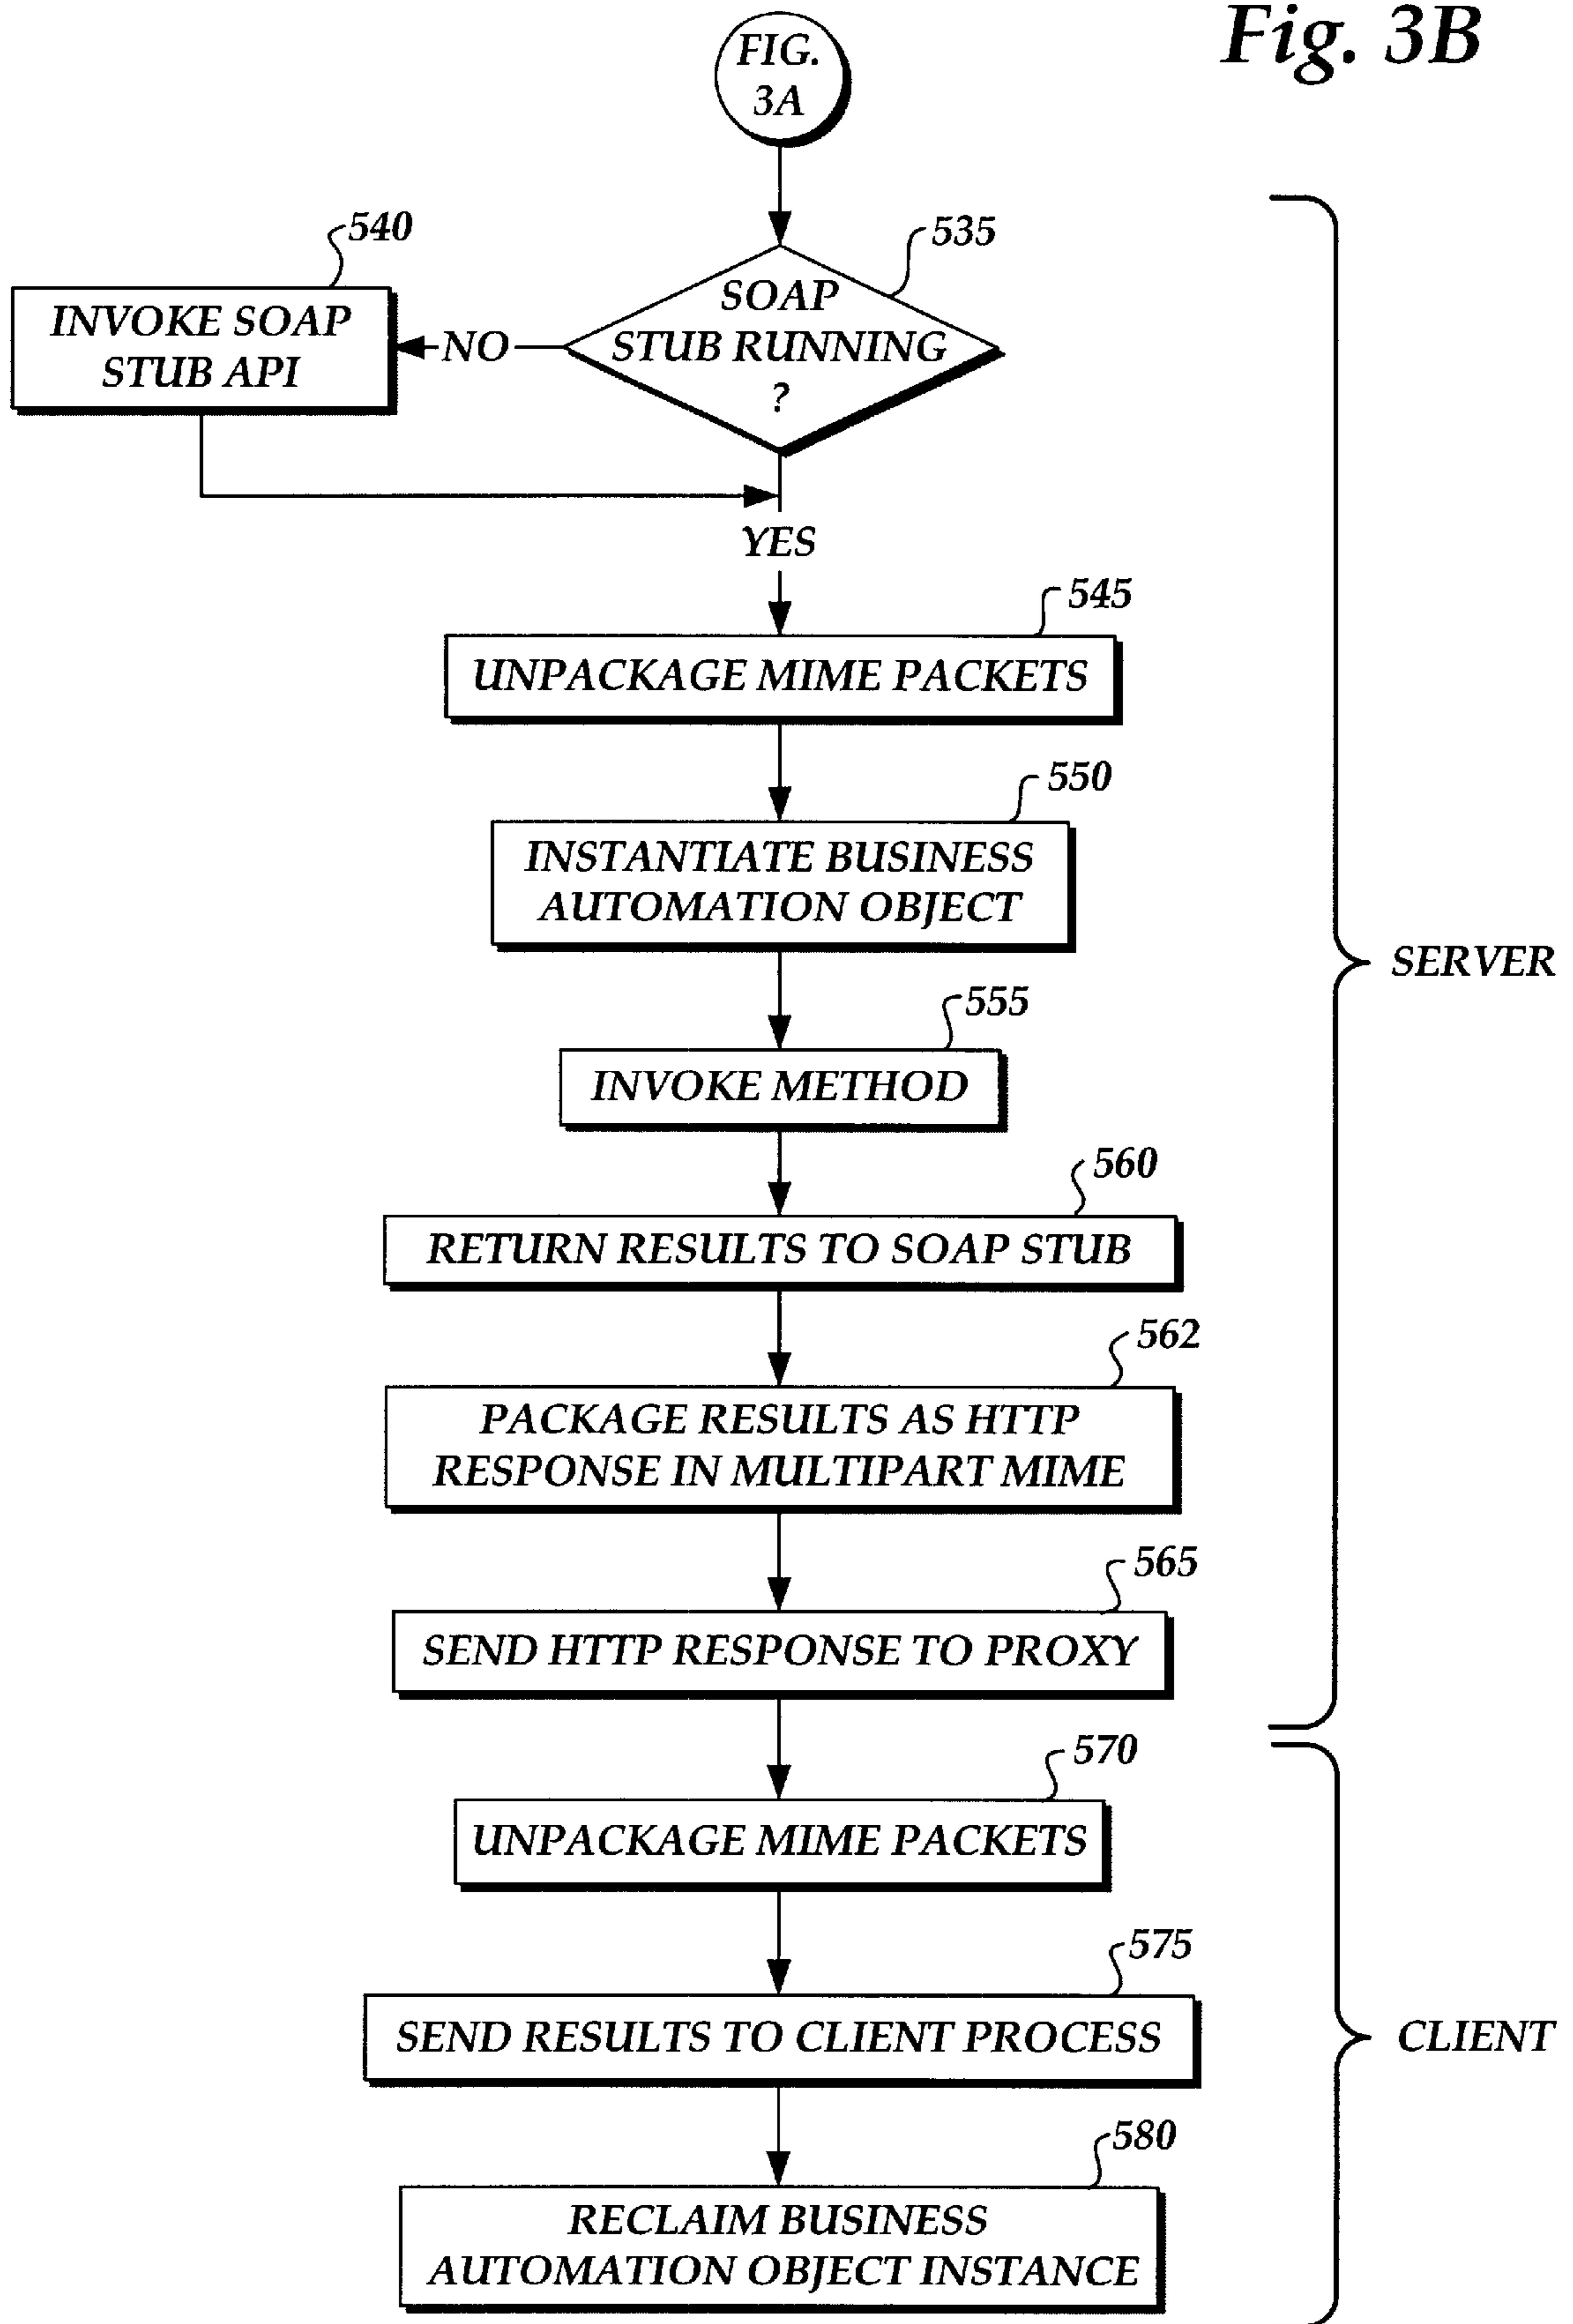 Fig. 3B
FIG.
3A
540
535
INVOKE SOAP
STUB API
NO
SOAP
STUB RUNNING
?
YES
545
UNPACKAGE MIME PACKETS
550
INSTANTIATE BUSINESS
AUTOMATION OBJECT
SERVER
555
INVOKE METHOD
560
RETURN RESULTS TO SOAP STUB
562
PACKAGE RESULTS AS HTTP
RESPONSE IN MULTIPART MIME
565
SEND HTTP RESPONSE TO PROXY
570
UNPACKAGE MIME PACKETS
575
SEND RESULTS TO CLIENT PROCESS
CLIENT
580
RECLAIM BUSINESS
AUTOMATION OBJECT INSTANCE